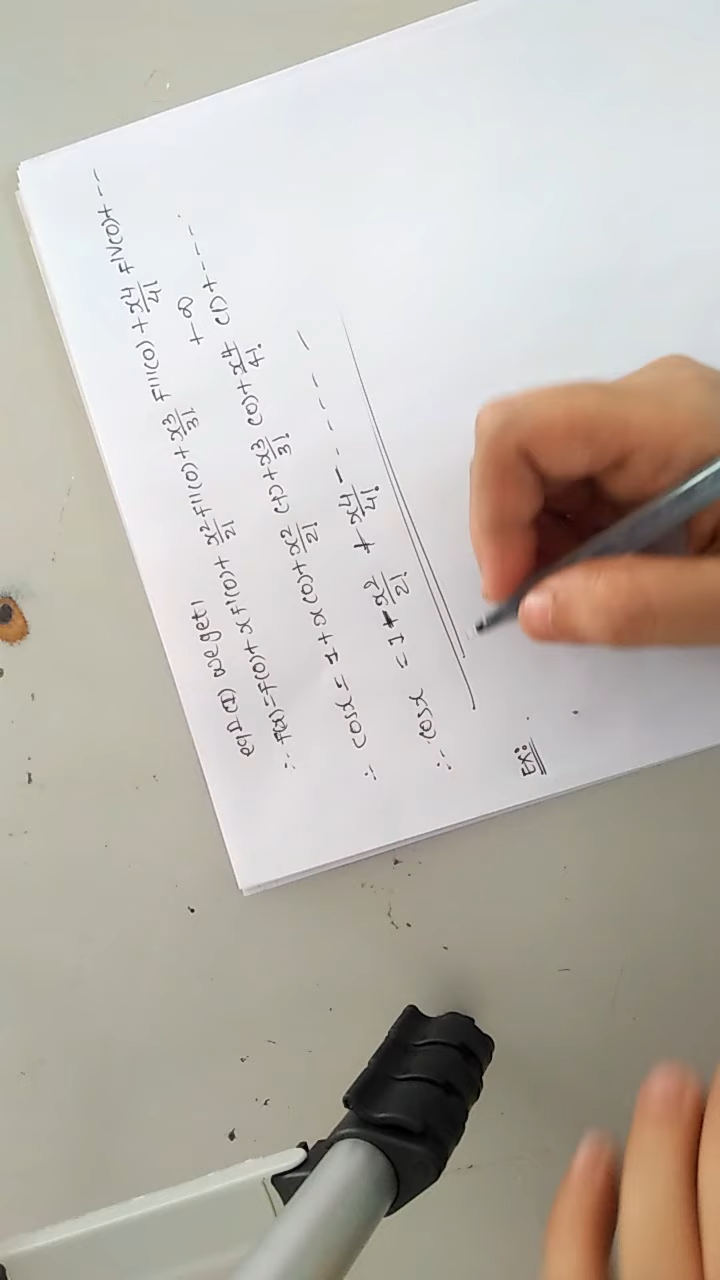 eqn (1) we get,
∴ F(x) = F(0) + x F'(0) + x2/2! F''(0) + x3/3! F'''(0) + x4/4! FIV(0) + --
+ ∞
∴ cosx = 1 + x(0) + x2/2! (-1) + x3/3! (0) + x4/4! (1) + ----
∴ cosx = 1 + x2/2! + x4/4! - - - - - -
Ex: